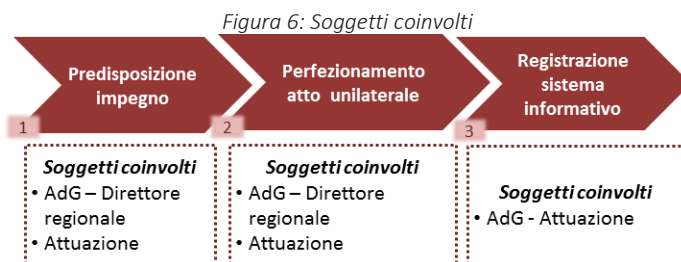 Figura 6: Soggetti coinvolti
Predisposizione
impegno
1
Perfezionamento
atto unilaterale
2
Registrazione
sistema
informativo
3
Soggetti coinvolti
• AdG – Direttore
regionale
• Attuazione
Soggetti coinvolti
• AdG – Direttore
regionale
• Attuazione
Soggetti coinvolti
• AdG - Attuazione